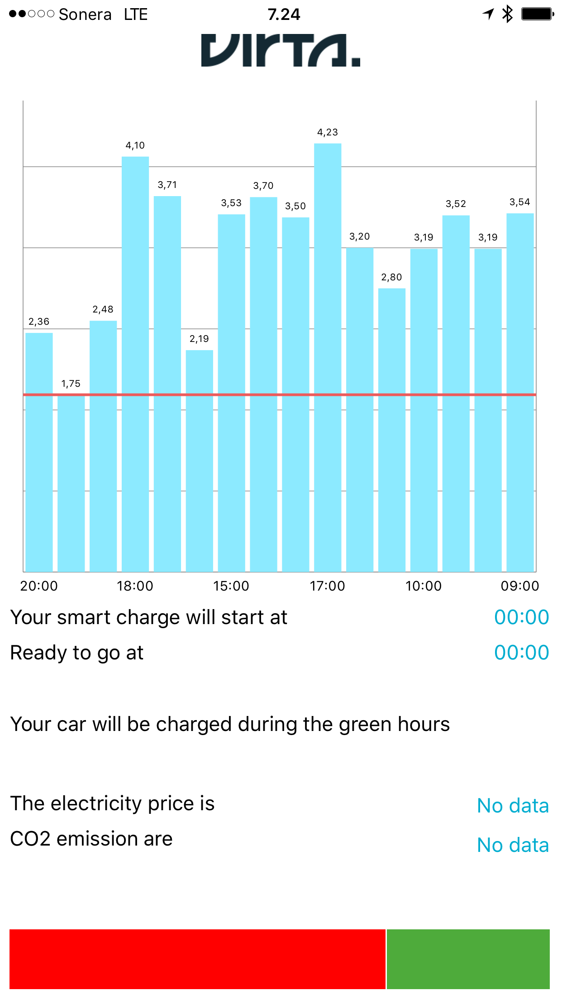 Sonera LTE 7.24
VIRTA.
4,23
4,10
3,71
3,70
3,53
3,50
3,52
3,54
3,20
3,19
3,19
2,80
2,48
2,36
2,19
1,75
20:00 18:00 15:00 17:00 10:00 09:00
Your smart charge will start at 00:00
Ready to go at 00:00
Your car will be charged during the green hours
The electricity price is No data
CO2 emission are No data